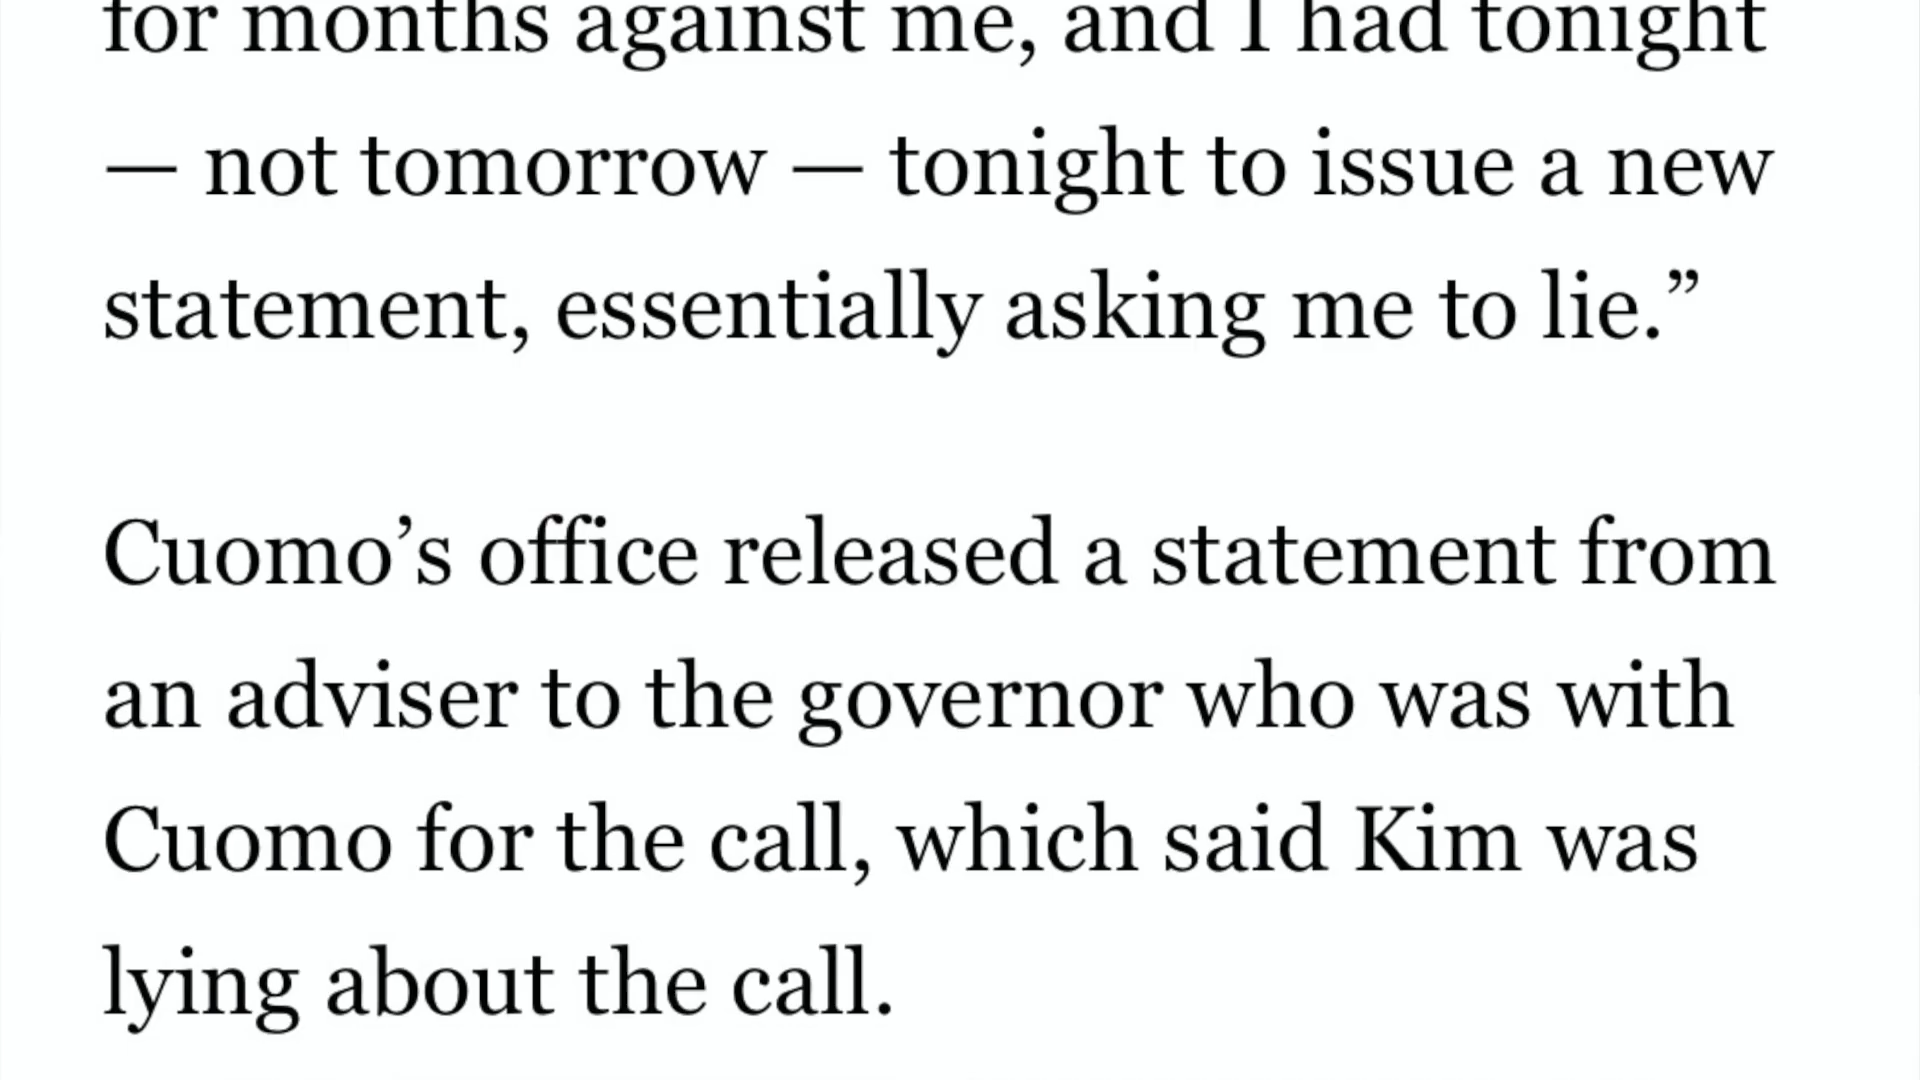 for months against me, and I had tonight
— not tomorrow — tonight to issue a new
statement, essentially asking me to lie.”
Cuomo’s office released a statement from
an adviser to the governor who was with
Cuomo for the call, which said Kim was
lying about the call.